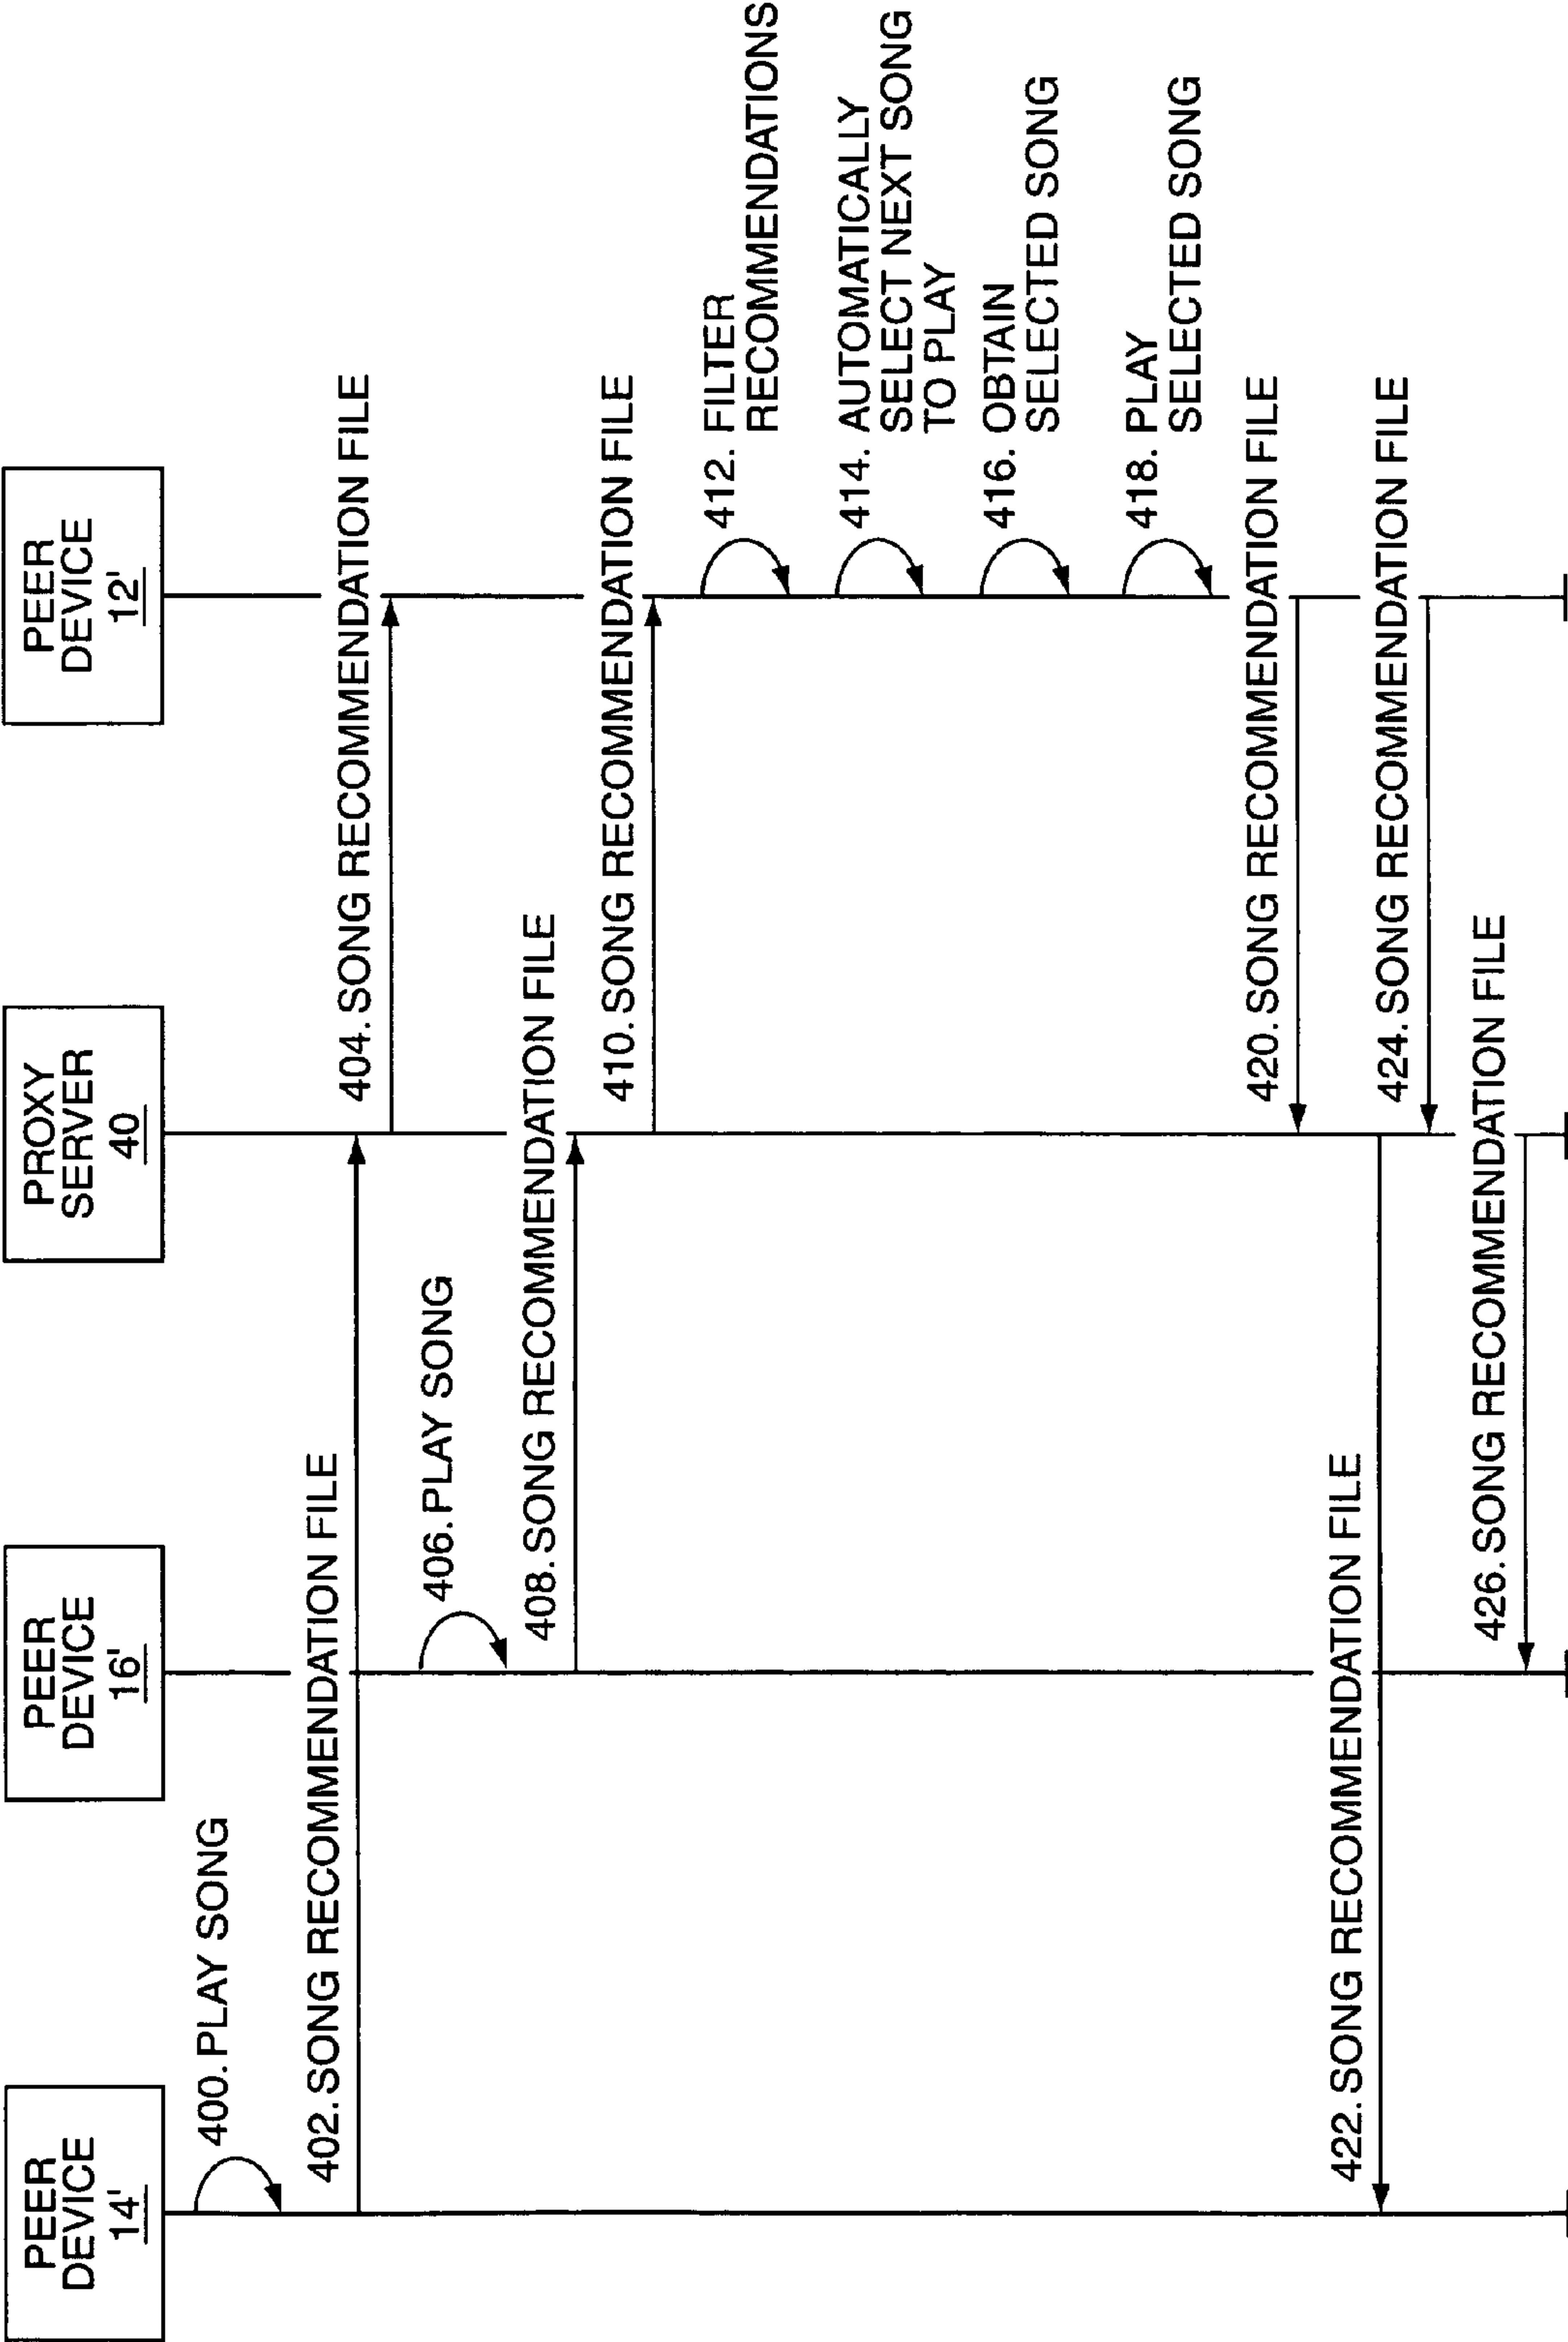 PEER
DEVICE
14'
PEER
DEVICE
16'
PROXY
SERVER
40
PEER
DEVICE
12'
400. PLAY SONG
402. SONG RECOMMENDATION FILE
404. SONG RECOMMENDATION FILE
406. PLAY SONG
408. SONG RECOMMENDATION FILE
410. SONG RECOMMENDATION FILE
412. FILTER
RECOMMENDATIONS
414. AUTOMATICALLY
SELECT NEXT SONG
TO PLAY
416. OBTAIN
SELECTED SONG
418. PLAY
SELECTED SONG
420. SONG RECOMMENDATION FILE
422. SONG RECOMMENDATION FILE
424. SONG RECOMMENDATION FILE
426. SONG RECOMMENDATION FILE